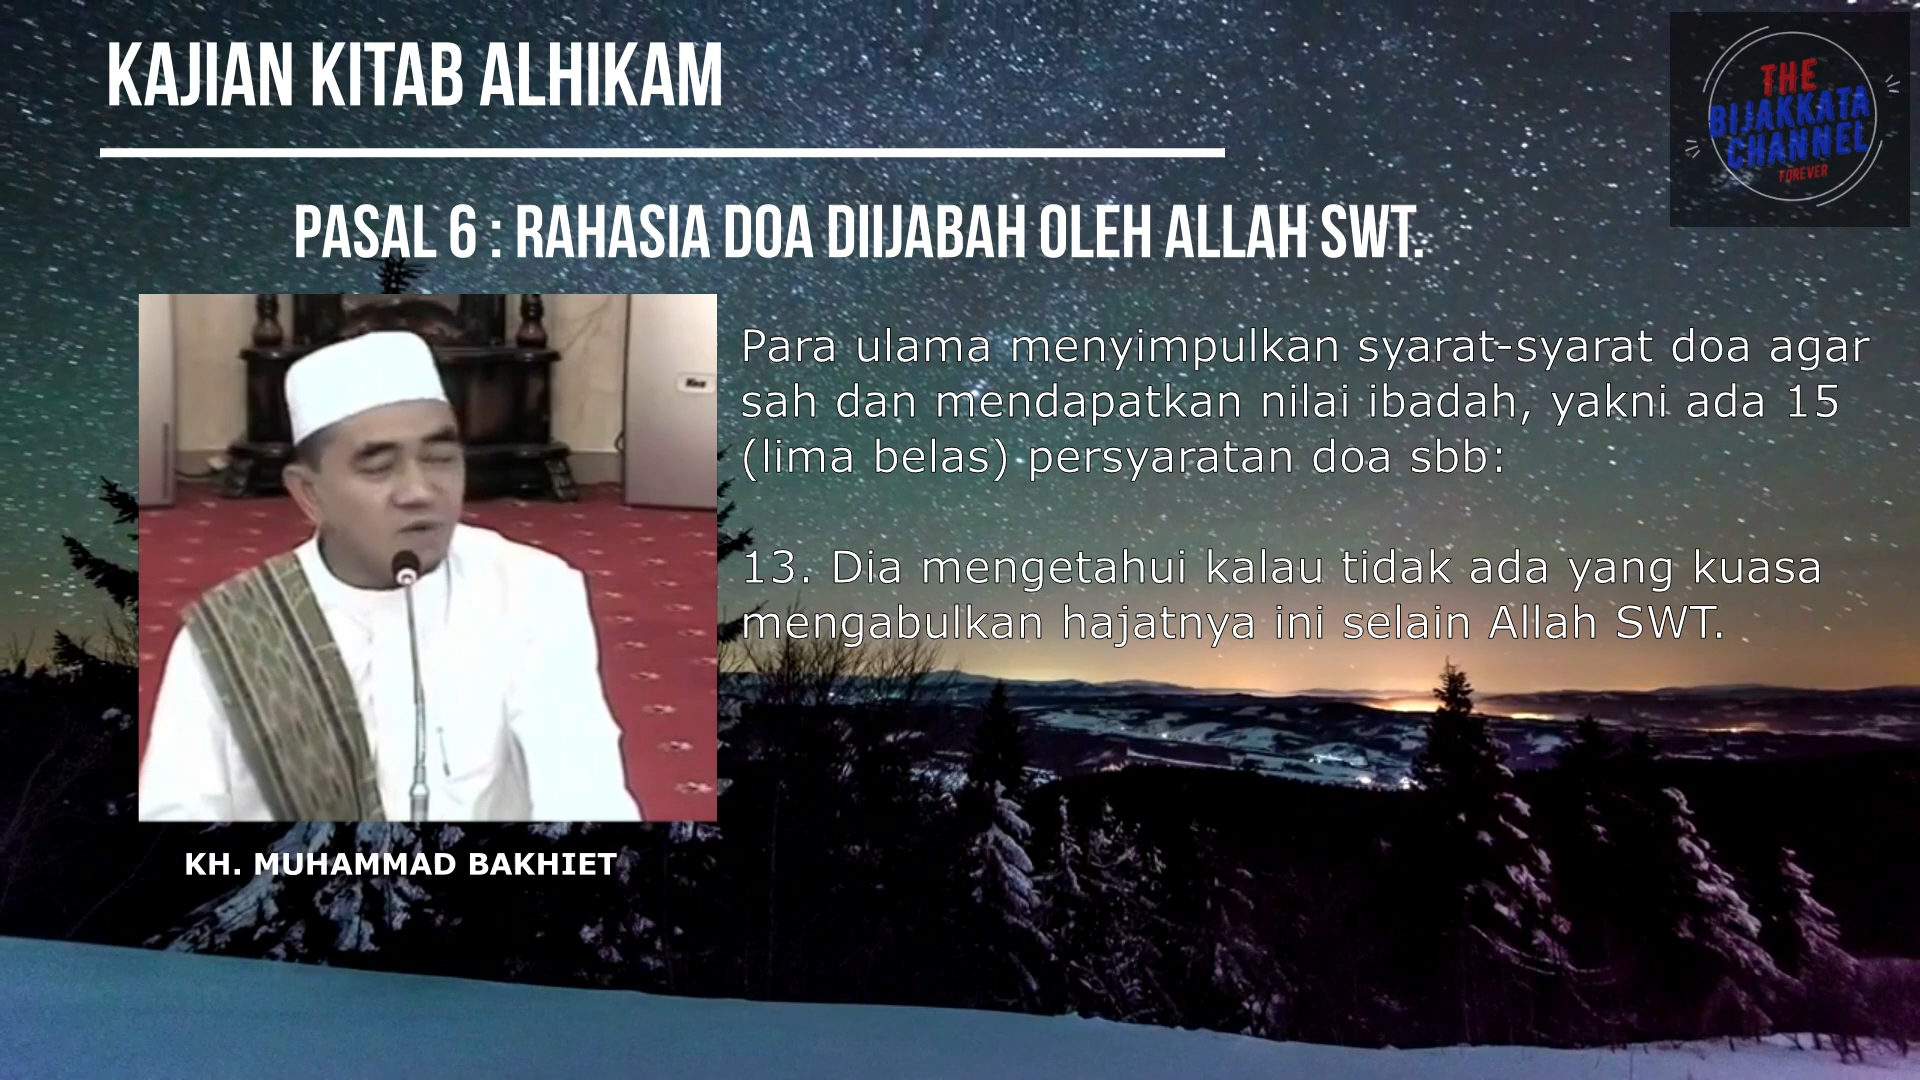 KAJIAN KITAB ALHIKAM
THE
BIJAKKATA
CHANNEL
FOREVER
PASAL 6 : RAHASIA DOA DIIJABAH OLEH ALLAH SWT.
Para ulama menyimpulkan syarat-syarat doa agar
sah dan mendapatkan nilai ibadah, yakni ada 15
(lima belas) persyaratan doa sbb:
13. Dia mengetahui kalau tidak ada yang kuasa
mengabulkan hajatnya ini selain Allah SWT.
KH. MUHAMMAD BAKHIET